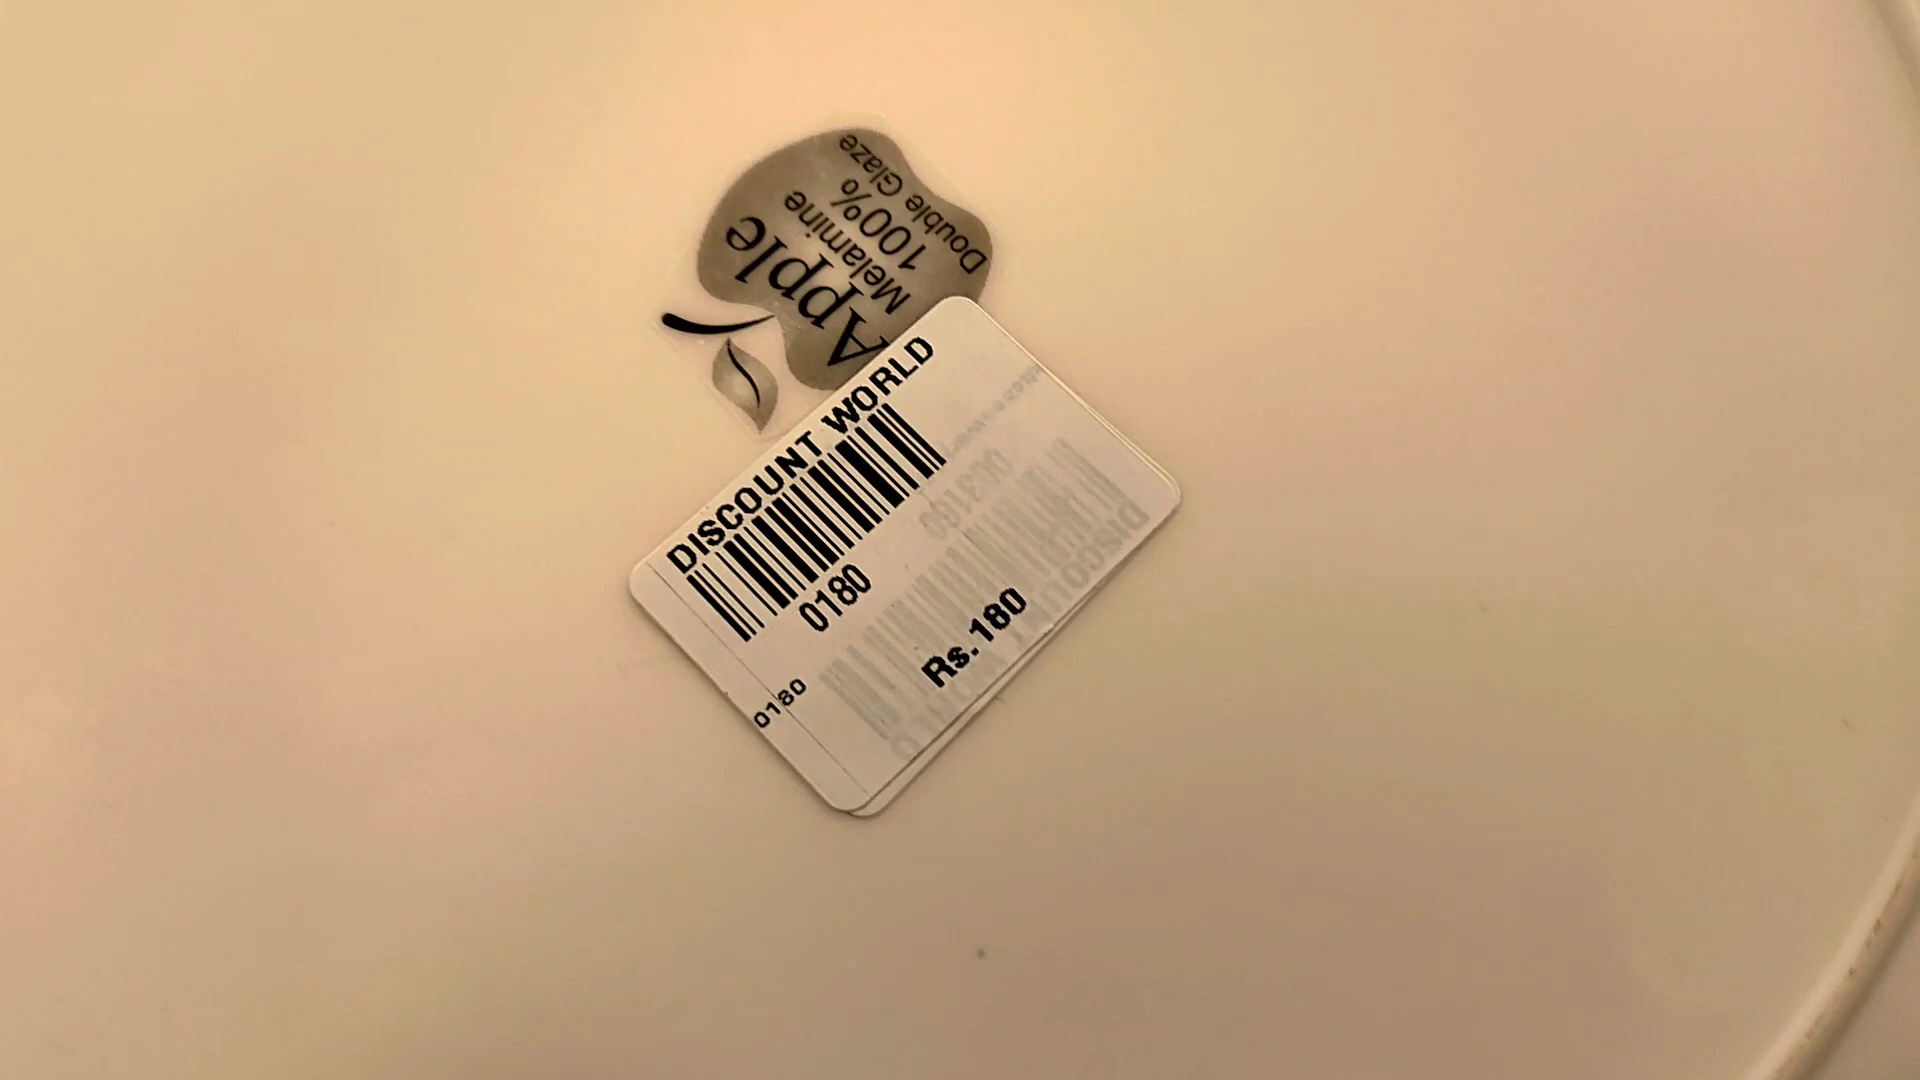 Apple
Melamine
100%
Double Glaze
DISCOUNT WORLD
0180
0180
Rs. 180